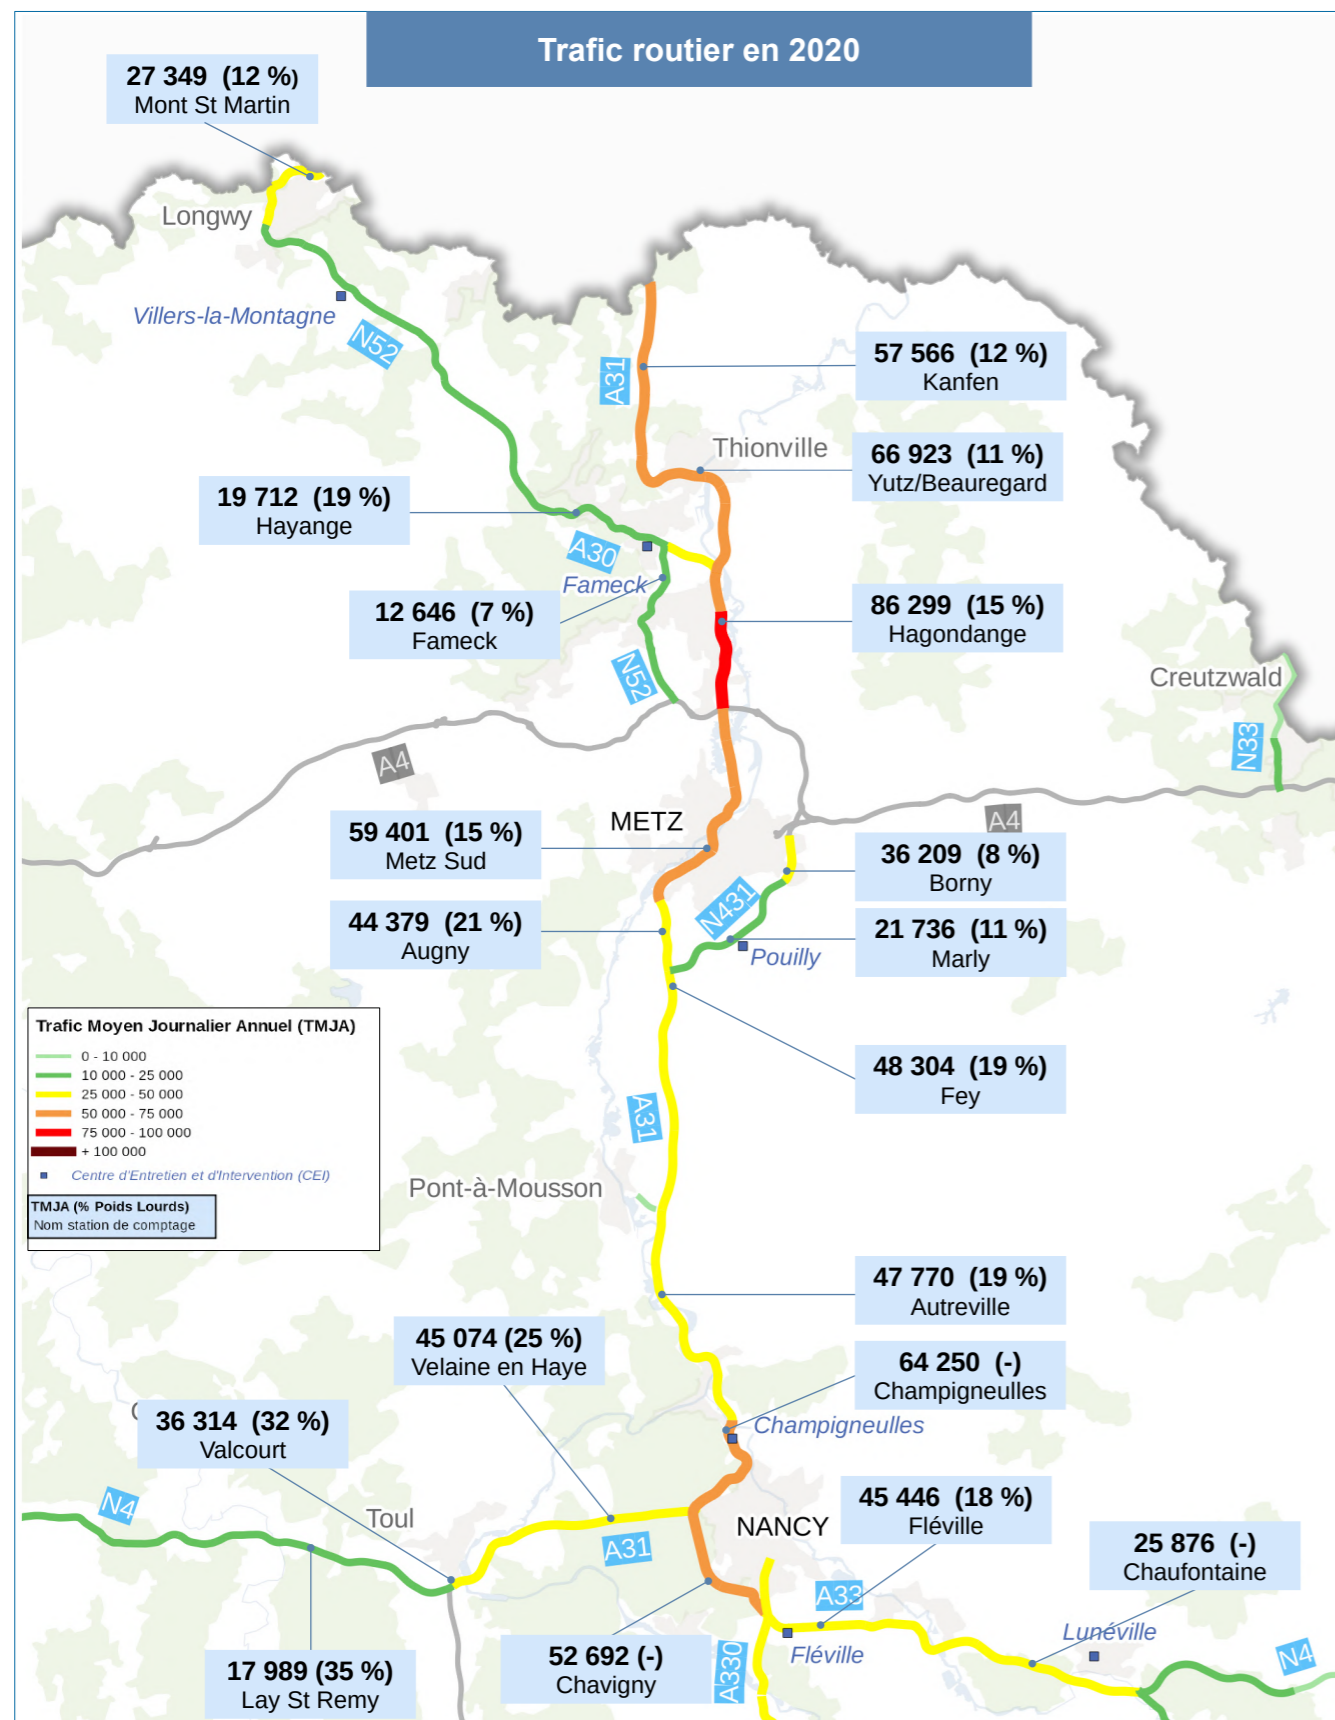 Trafic routier en 2020
27 349 (12 %)
Mont St Martin
Longwy
Villers-la-Montagne
N52
A31
57 566 (12 %)
Kanfen
Thionville
66 923 (11 %)
Yutz/Beauregard
19 712 (19 %)
Hayange
A30
Fameck
12 646 (7 %)
Fameck
86 299 (15 %)
Hagondange
N52
Creutzwald
N33
A4
METZ
A4
59 401 (15 %)
Metz Sud
36 209 (8 %)
Borny
N431
44 379 (21 %)
Augny
21 736 (11 %)
Marly
Pouilly
Trafic Moyen Journalier Annuel (TMJA)
0 - 10 000
10 000 - 25 000
25 000 - 50 000
50 000 - 75 000
75 000 - 100 000
+ 100 000
Centre d'Entretien et d'Intervention (CEI)
TMJA (% Poids Lourds)
Nom station de comptage
48 304 (19 %)
Fey
A31
Pont-à-Mousson
47 770 (19 %)
Autreville
45 074 (25 %)
Velaine en Haye
64 250 (-)
Champigneulles
Champigneulles
36 314 (32 %)
Valcourt
N4
Toul
A31
NANCY
45 446 (18 %)
Fléville
25 876 (-)
Chaufontaine
A33
Lunéville
Fléville
N4
17 989 (35 %)
Lay St Remy
52 692 (-)
Chavigny
A330